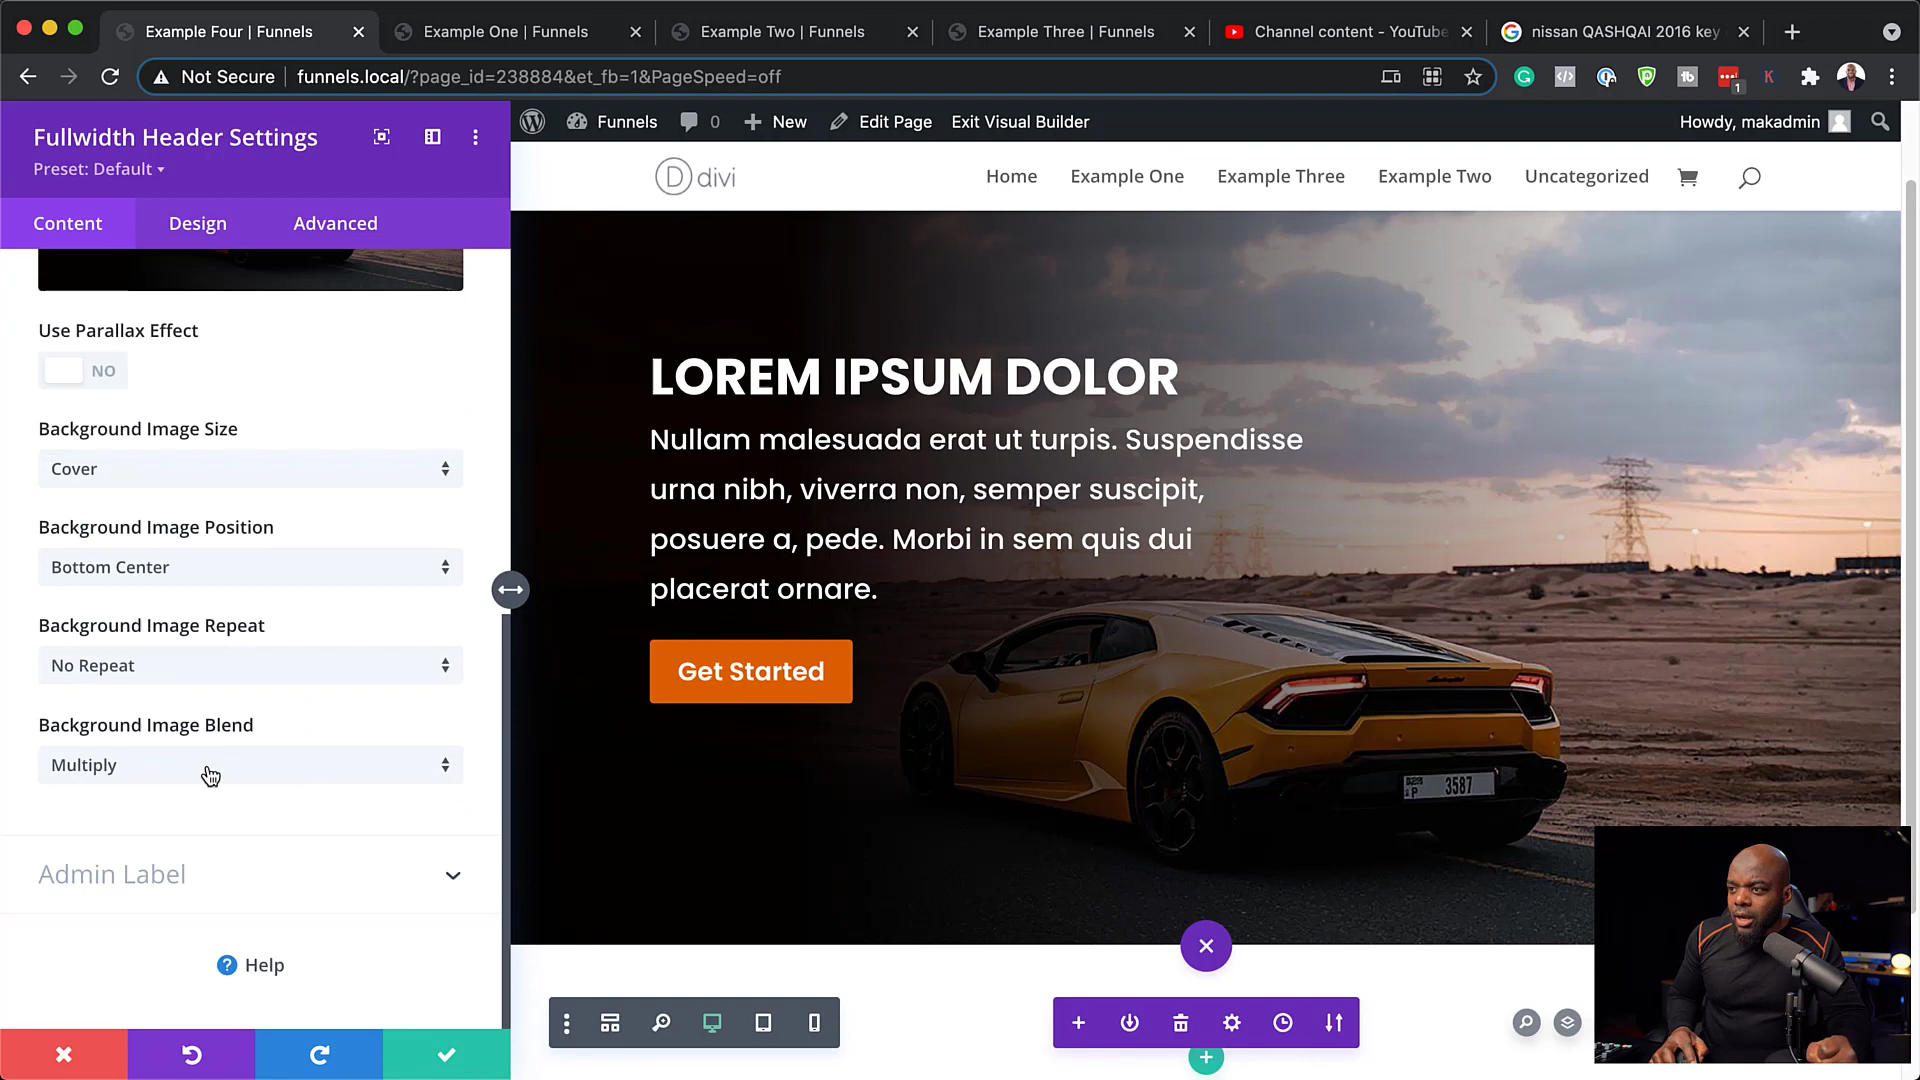 Example Four | Funnels
Example One | Funnels
Example Two | Funnels
Example Three | Funnels
Channel content - YouTube
nissan QASHQAI 2016 key
Not Secure
funnels.local/?page_id=238884&et_fb=1&PageSpeed=off
1
Fullwidth Header Settings
Preset: Default
Content
Design
Advanced
Use Parallax Effect
NO
Background Image Size
Cover
Background Image Position
Bottom Center
Background Image Repeat
No Repeat
Background Image Blend
Multiply
Admin Label
Help
Funnels
0
New
Edit Page
Exit Visual Builder
Howdy, makadmin
divi
Home
Example One
Example Three
Example Two
Uncategorized
LOREM IPSUM DOLOR
Nullam malesuada erat ut turpis. Suspendisse
urna nibh, viverra non, semper suscipit,
posuere a, pede. Morbi in sem quis dui
placerat ornare.
Get Started
3587